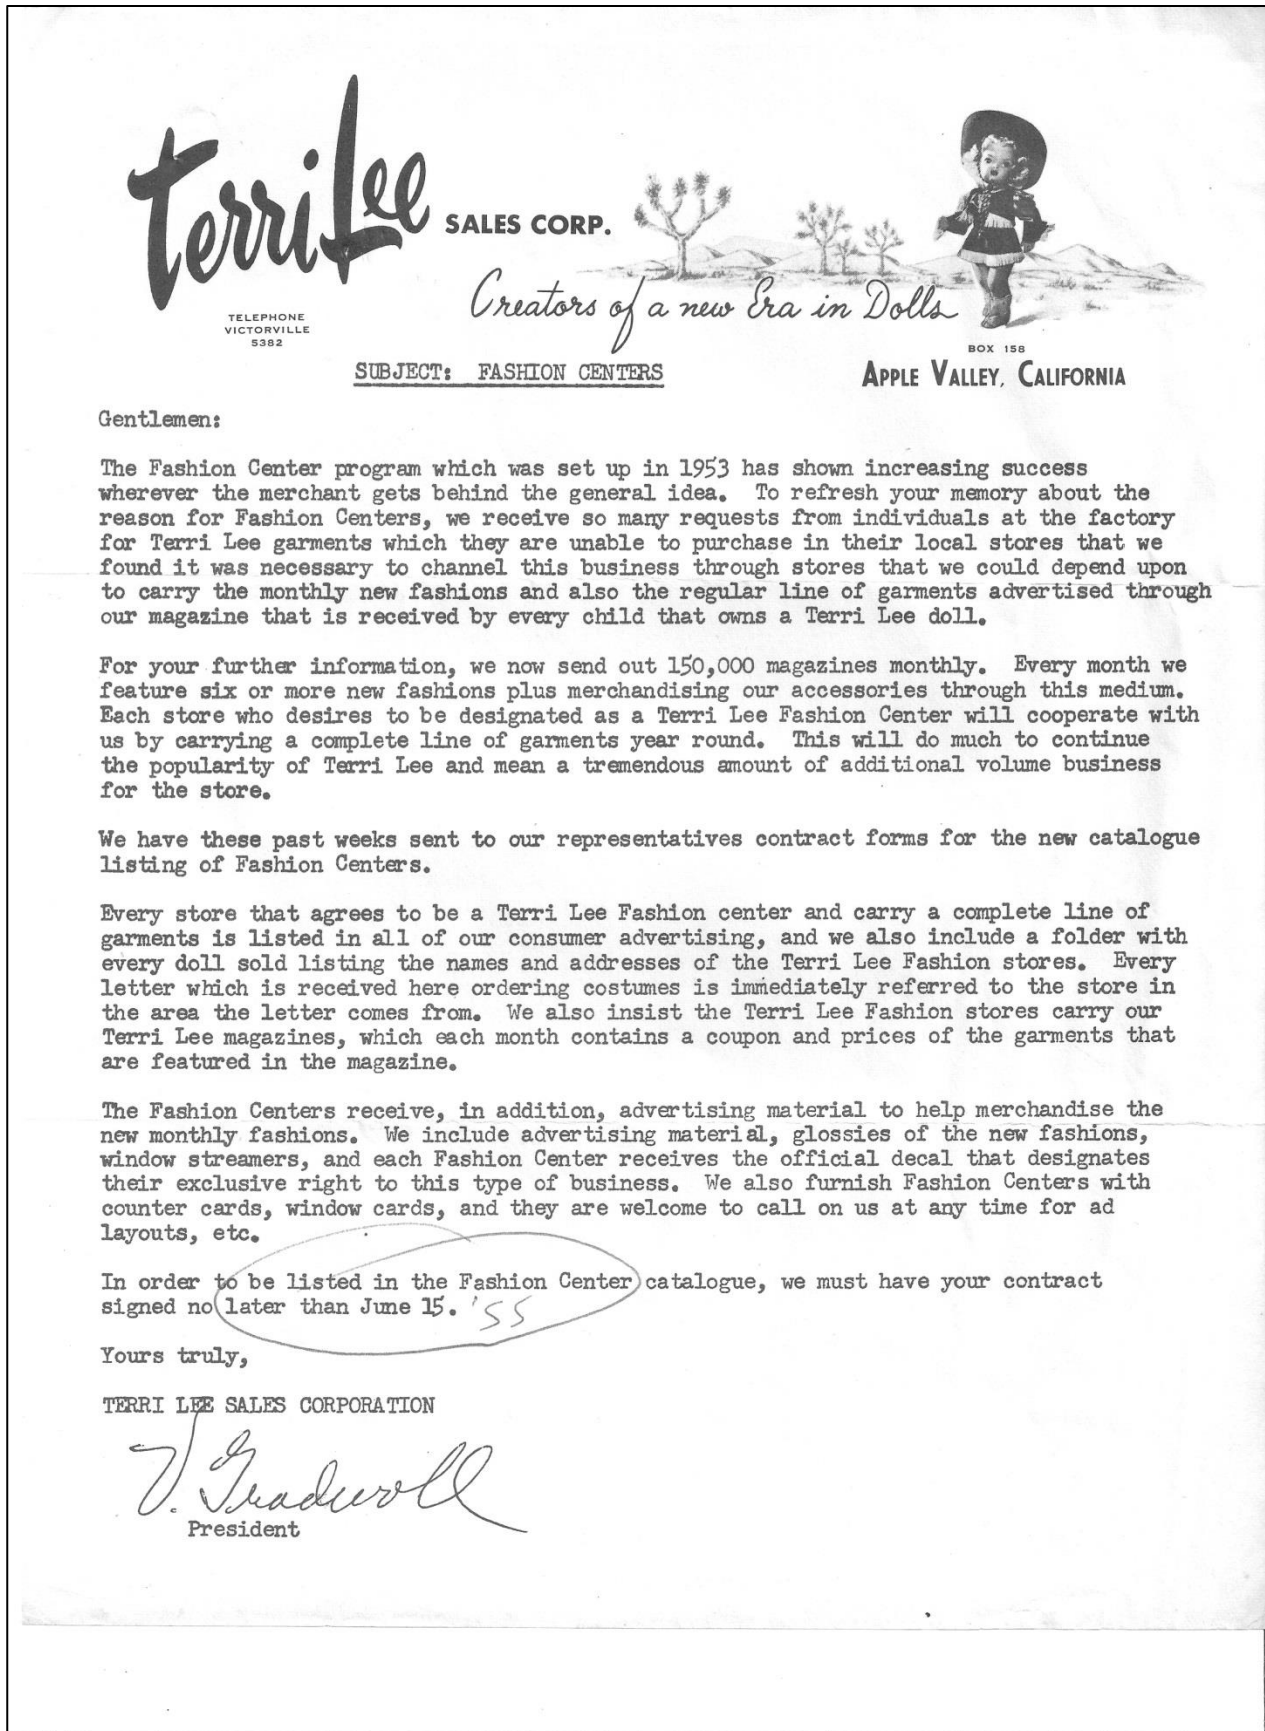 Terri Lee SALES CORP.
Creators of a new Era in Dolls
TELEPHONE
VICTORVILLE
5382
BOX 158
APPLE VALLEY, CALIFORNIA
SUBJECT: FASHION CENTERS
Gentlemen:
The Fashion Center program which was set up in 1953 has shown increasing success
wherever the merchant gets behind the general idea. To refresh your memory about the
reason for Fashion Centers, we receive so many requests from individuals at the factory
for Terri Lee garments which they are unable to purchase in their local stores that we
found it was necessary to channel this business through stores that we could depend upon
to carry the monthly new fashions and also the regular line of garments advertised through
our magazine that is received by every child that owns a Terri Lee doll.
For your further information, we now send out 150,000 magazines monthly. Every month we
feature six or more new fashions plus merchandising our accessories through this medium.
Each store who desires to be designated as a Terri Lee Fashion Center will cooperate with
us by carrying a complete line of garments year round. This will do much to continue
the popularity of Terri Lee and mean a tremendous amount of additional volume business
for the store.
We have these past weeks sent to our representatives contract forms for the new catalogue
listing of Fashion Centers.
Every store that agrees to be a Terri Lee Fashion center and carry a complete line of
garments is listed in all of our consumer advertising, and we also include a folder with
every doll sold listing the names and addresses of the Terri Lee Fashion stores. Every
letter which is received here ordering costumes is immediately referred to the store in
the area the letter comes from. We also insist the Terri Lee Fashion stores carry our
Terri Lee magazines, which each month contains a coupon and prices of the garments that
are featured in the magazine.
The Fashion Centers receive, in addition, advertising material to help merchandise the
new monthly fashions. We include advertising material, glossies of the new fashions,
window streamers, and each Fashion Center receives the official decal that designates
their exclusive right to this type of business. We also furnish Fashion Centers with
counter cards, window cards, and they are welcome to call on us at any time for ad
layouts, etc.
In order to be listed in the Fashion Center catalogue, we must have your contract
signed no later than June 15. '55
Yours truly,
TERRI LEE SALES CORPORATION
V. Gradwoll
President